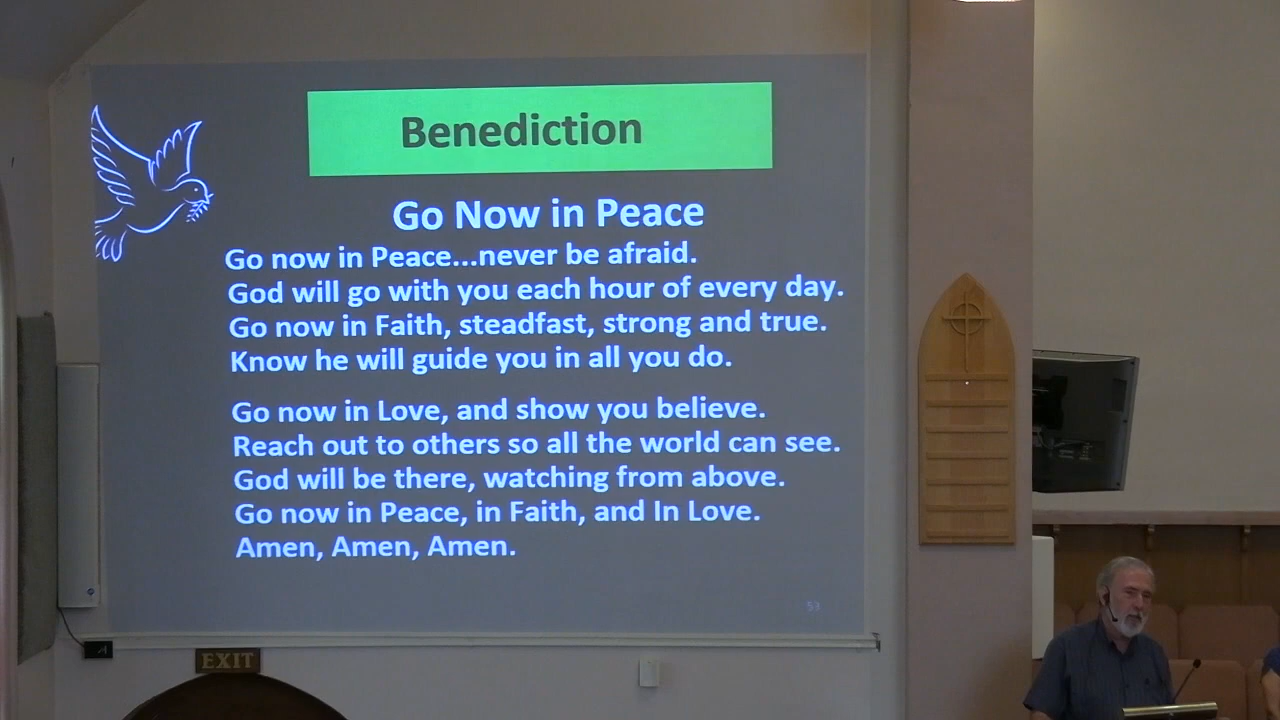 Benediction
Go Now in Peace
Go now in Peace...never be afraid.
God will go with you each hour of every day.
Go now in Faith, steadfast, strong and true.
Know he will guide you in all you do.
Go now in Love, and show you believe.
Reach out to others so all the world can see.
God will be there, watching from above.
Go now in Peace, in Faith, and In Love.
Amen, Amen, Amen.
53
EXIT